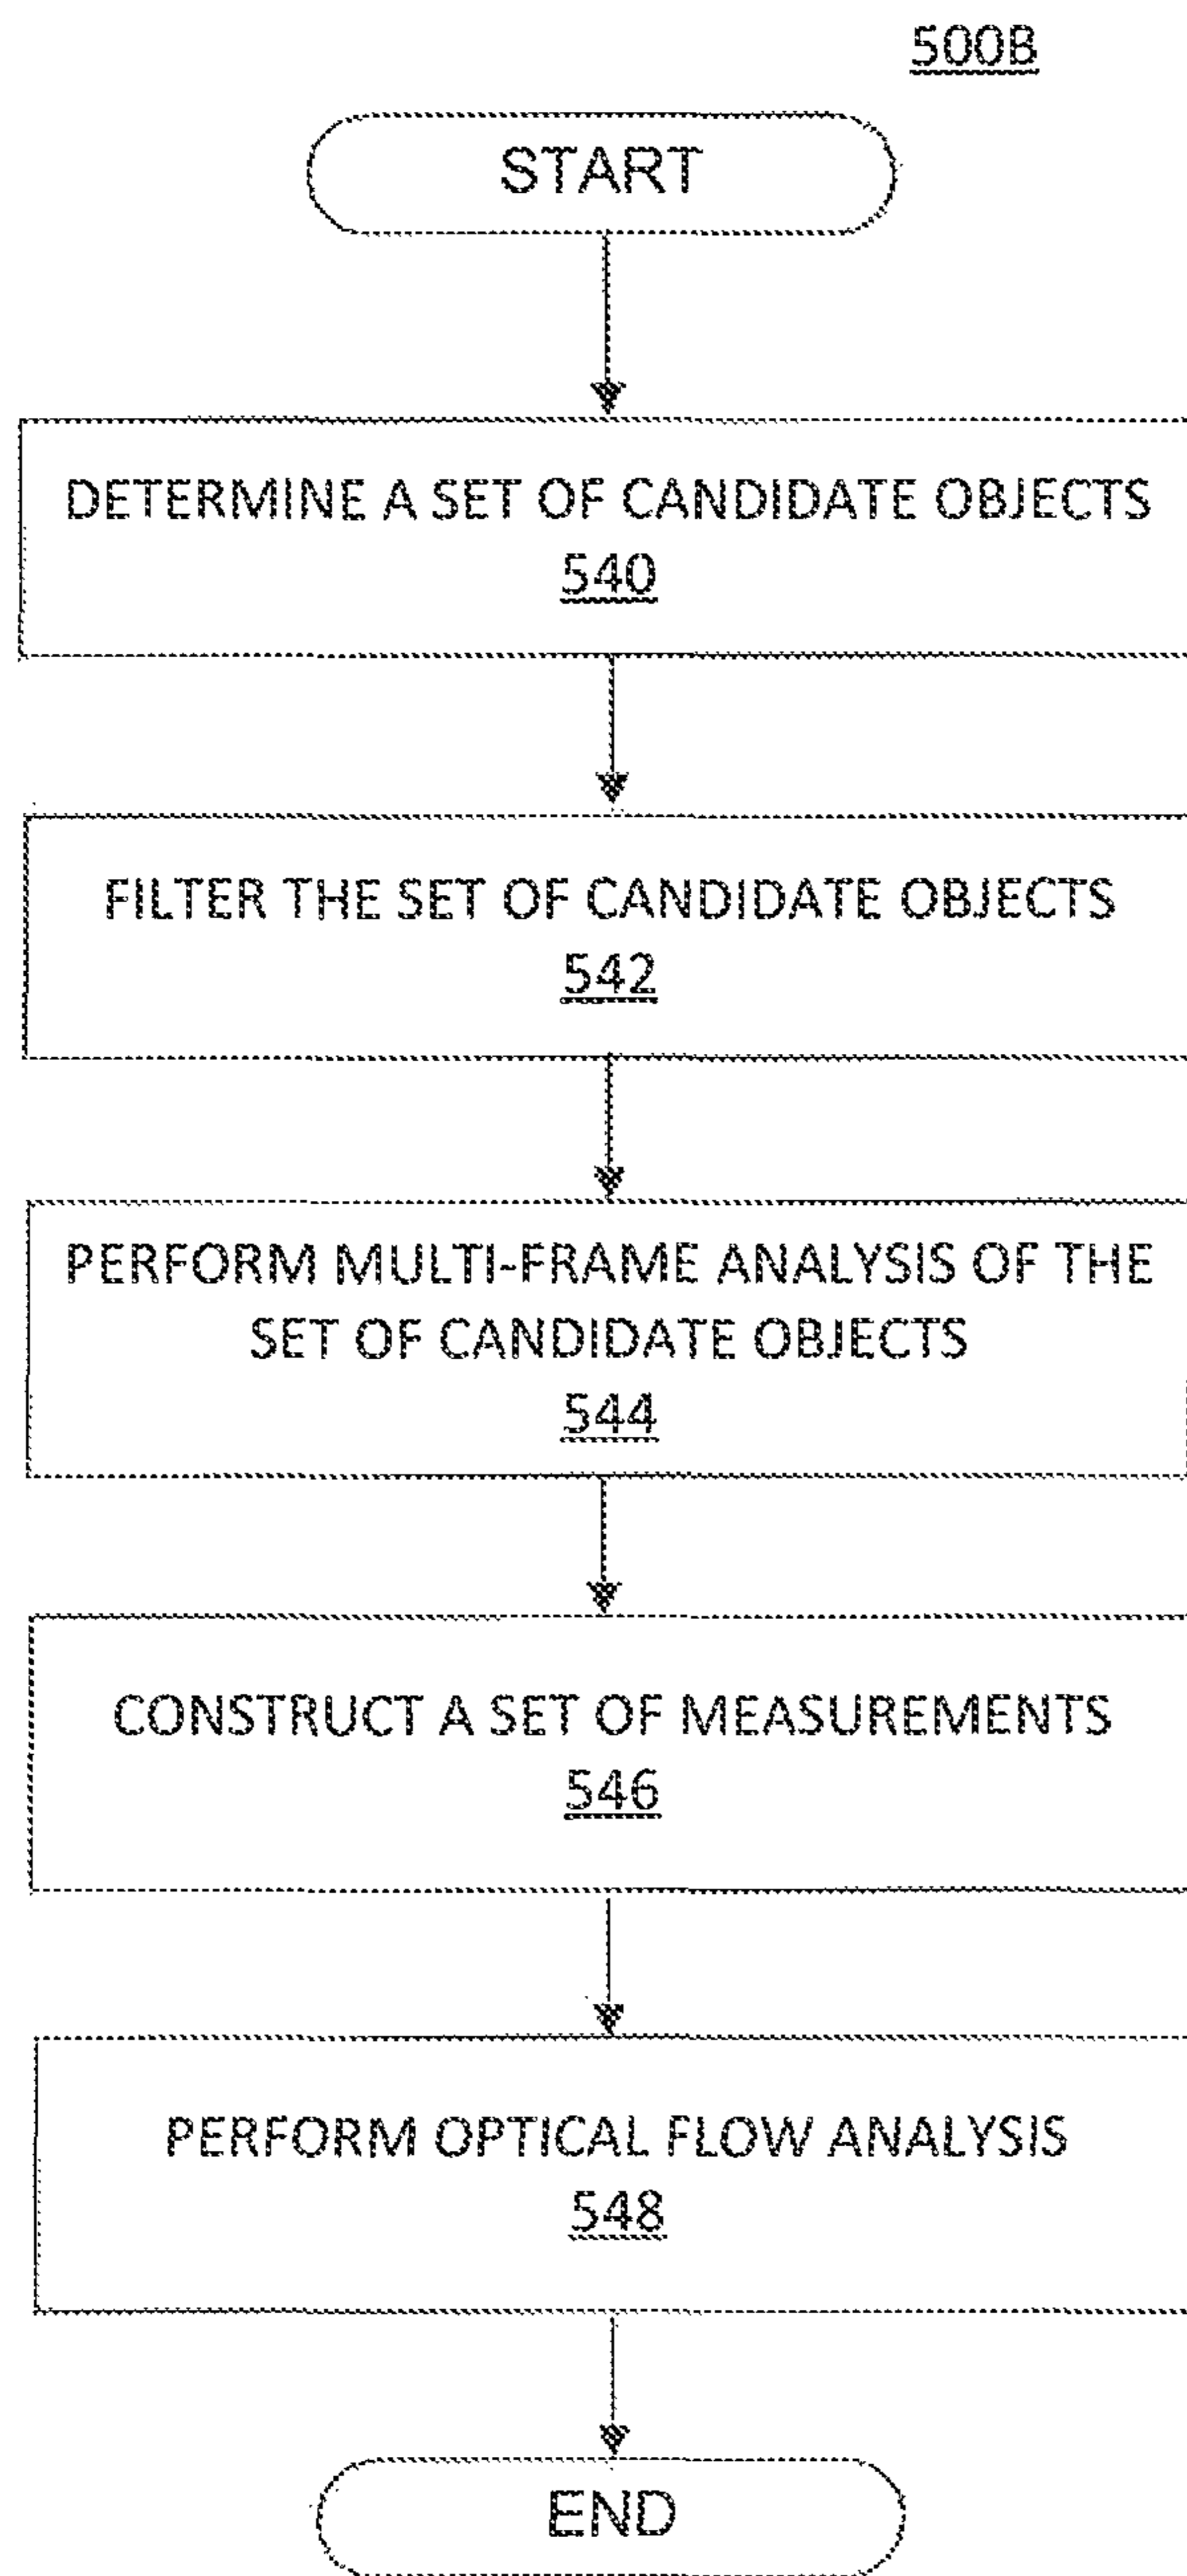 500B
START
DETERMINE A SET OF CANDIDATE OBJECTS
540
FILTER THE SET OF CANDIDATE OBJECTS
542
PERFORM MULTI-FRAME ANALYSIS OF THE
SET OF CANDIDATE OBJECTS
544
CONSTRUCT A SET OF MEASUREMENTS
546
PERFORM OPTICAL FLOW ANALYSIS
548
END